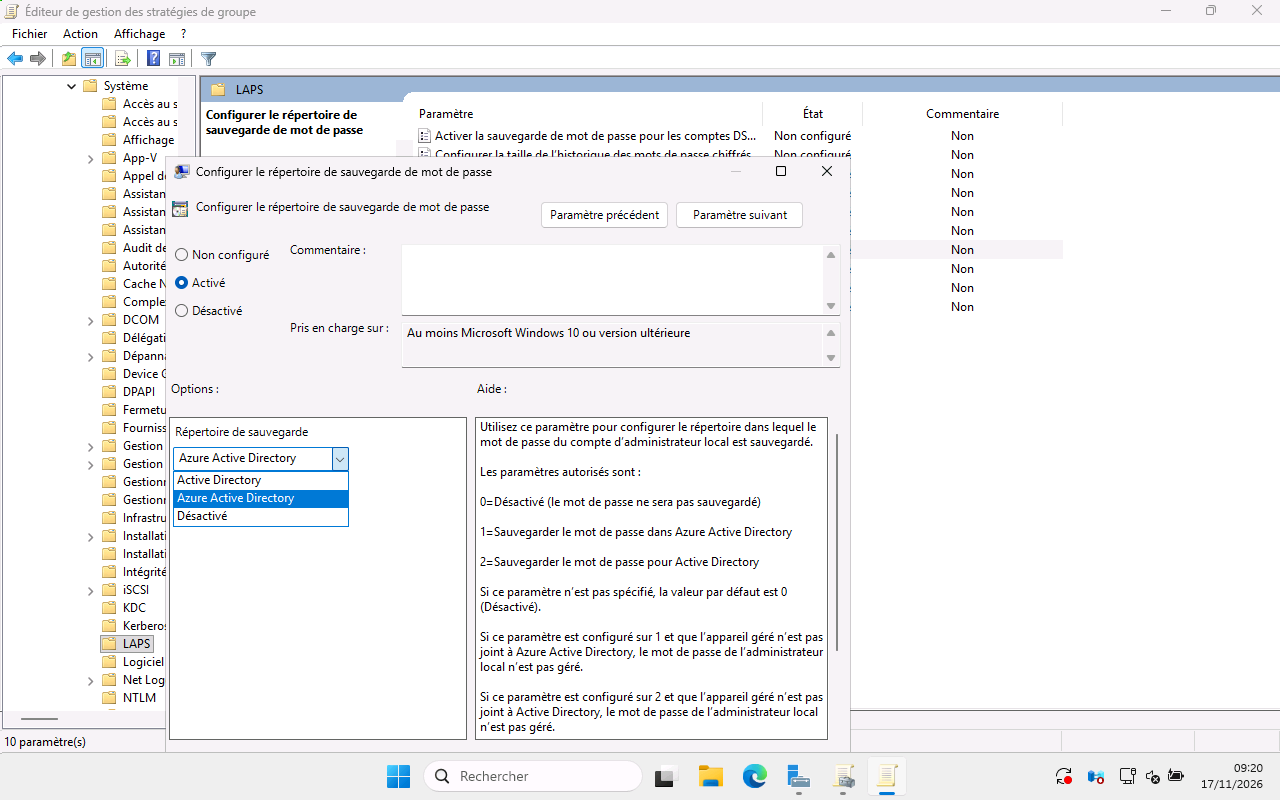 Éditeur de gestion des stratégies de groupe
Fichier Action Affichage ?
Système
Accès au s
Accès au s
Affichage
App-V
Appel de
Assistan
Assistan
Assistan
Audit de
Autorité
Cache N
Comple
DCOM
Délégati
Dépanna
Device G
DPAPI
Fermetu
Fourniss
Gestion
Gestion
Gestionn
Gestionn
Infrastru
Installati
Installati
Intégrité
iSCSI
KDC
Kerberos
LAPS
Logiciel
Net Log
NTLM
10 paramètre(s)
LAPS
Configurer le répertoire de
sauvegarde de mot de passe
Paramètre État Commentaire
Activer la sauvegarde de mot de passe pour les comptes DS... Non configuré Non
Configurer la taille de l'historique des mots de passe chiffrés Non configuré Non
Non
Non
Non
Non
Non
Non
Non
Non
Configurer le répertoire de sauvegarde de mot de passe
Configurer le répertoire de sauvegarde de mot de passe
Paramètre précédent Paramètre suivant
Non configuré
Activé
Désactivé
Commentaire :
Pris en charge sur :
Au moins Microsoft Windows 10 ou version ultérieure
Options :
Aide :
Répertoire de sauvegarde
Azure Active Directory
Active Directory
Azure Active Directory
Désactivé
Utilisez ce paramètre pour configurer le répertoire dans lequel le
mot de passe du compte d'administrateur local est sauvegardé.
Les paramètres autorisés sont :
0=Désactivé (le mot de passe ne sera pas sauvegardé)
1=Sauvegarder le mot de passe dans Azure Active Directory
2=Sauvegarder le mot de passe pour Active Directory
Si ce paramètre n'est pas spécifié, la valeur par défaut est 0
(Désactivé).
Si ce paramètre est configuré sur 1 et que l'appareil géré n'est pas
joint à Azure Active Directory, le mot de passe de l'administrateur
local n'est pas géré.
Si ce paramètre est configuré sur 2 et que l'appareil géré n'est pas
joint à Active Directory, le mot de passe de l'administrateur local
n'est pas géré.
Rechercher
09:20
17/11/2026